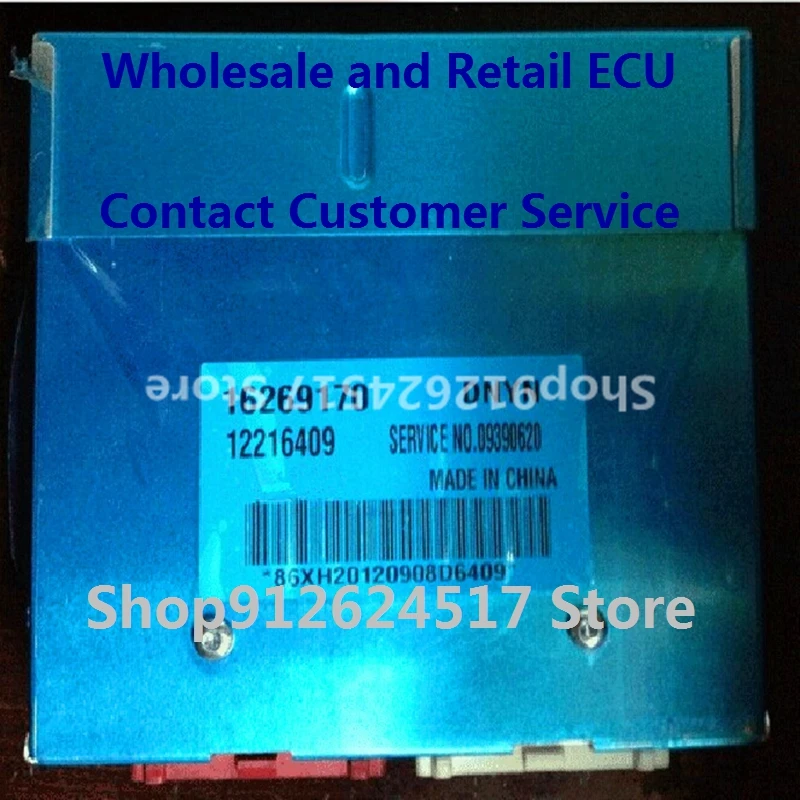 Wholesale and Retail ECU
Contact Customer Service
Shop912624517 Store
16269170 DNYN
12216409 SERVICE NO.09390620
MADE IN CHINA
*86XH20120908D6409
Shop912624517 Store